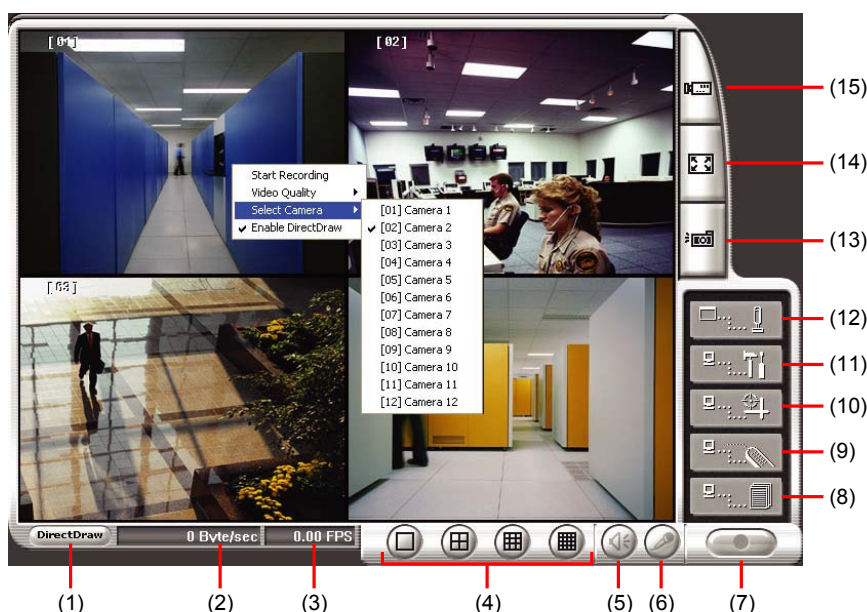 [01]
[02]
(15)
(14)
Start Recording
Video Quality
Select Camera
Enable DirectDraw
[01] Camera 1
[02] Camera 2
[03] Camera 3
[04] Camera 4
[05] Camera 5
[06] Camera 6
[07] Camera 7
[08] Camera 8
[09] Camera 9
[10] Camera 10
[11] Camera 11
[12] Camera 12
(13)
[03]
(12)
(11)
(10)
(9)
(8)
DirectDraw
0 Byte/sec
0.00 FPS
(1)
(2)
(3)
(4)
(5)
(6)
(7)